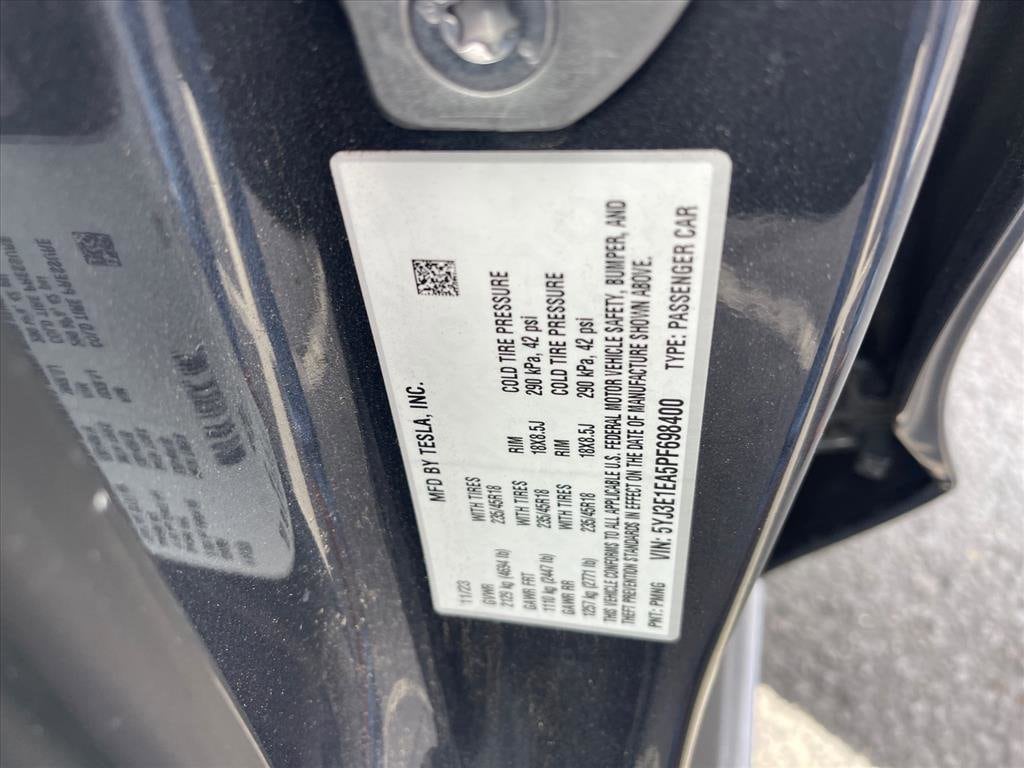 MFD BY TESLA, INC.
11/23
GVWR WITH TIRES RIM COLD TIRE PRESSURE
2129 kg (4694 lb) 235/45R18 18X8.5J 290 kPa, 42 psi
GAWR FRT WITH TIRES RIM COLD TIRE PRESSURE
1110 kg (2447 lb) 235/45R18 18X8.5J 290 kPa, 42 psi
GAWR RR WITH TIRES
1257 kg (2771 lb) 235/45R18
THIS VEHICLE CONFORMS TO ALL APPLICABLE U.S. FEDERAL MOTOR VEHICLE SAFETY, BUMPER, AND
THEFT PREVENTION STANDARDS IN EFFECT ON THE DATE OF MANUFACTURE SHOWN ABOVE.
PNT: PMNG VIN: 5YJ3E1EA5PF698400 TYPE: PASSENGER CAR